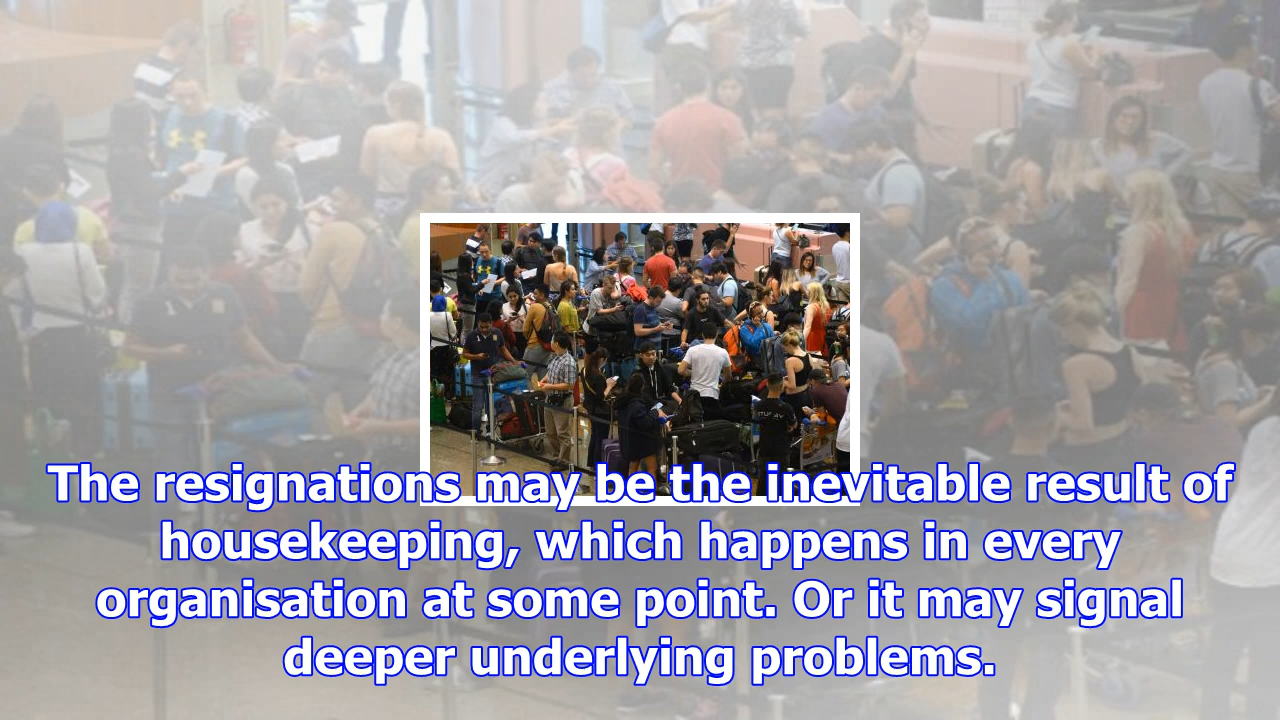 The resignations may be the inevitable result of
housekeeping, which happens in every
organisation at some point. Or it may signal
deeper underlying problems.